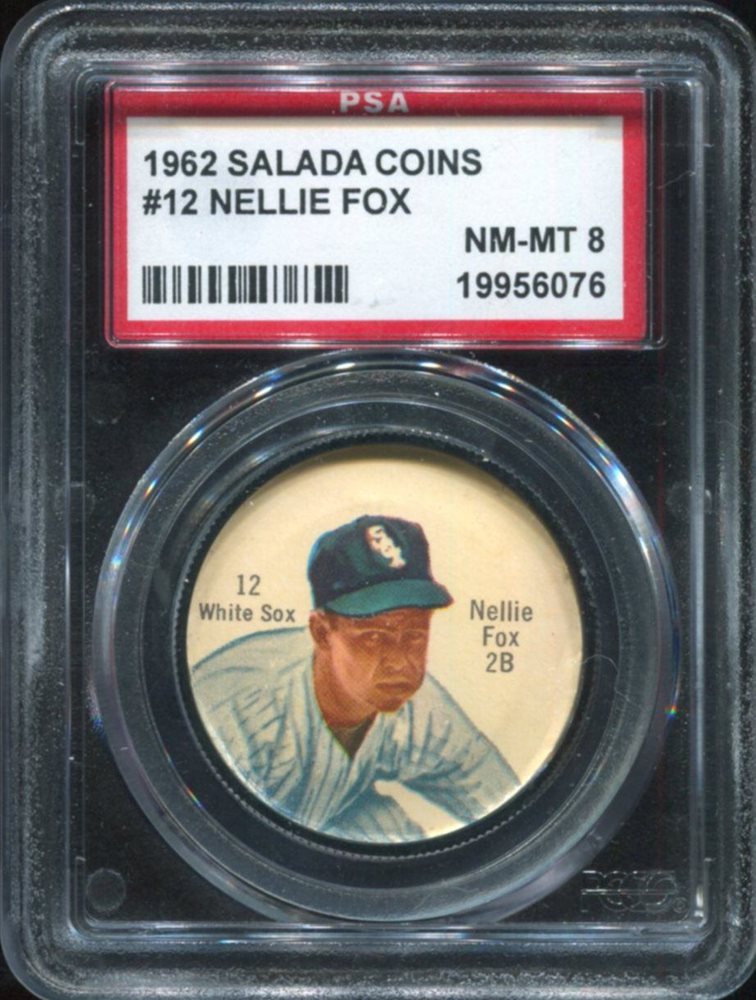 PSA
1962 SALADA COINS
#12 NELLIE FOX
NM-MT 8
19956076
12
White Sox
Nellie
Fox
2B